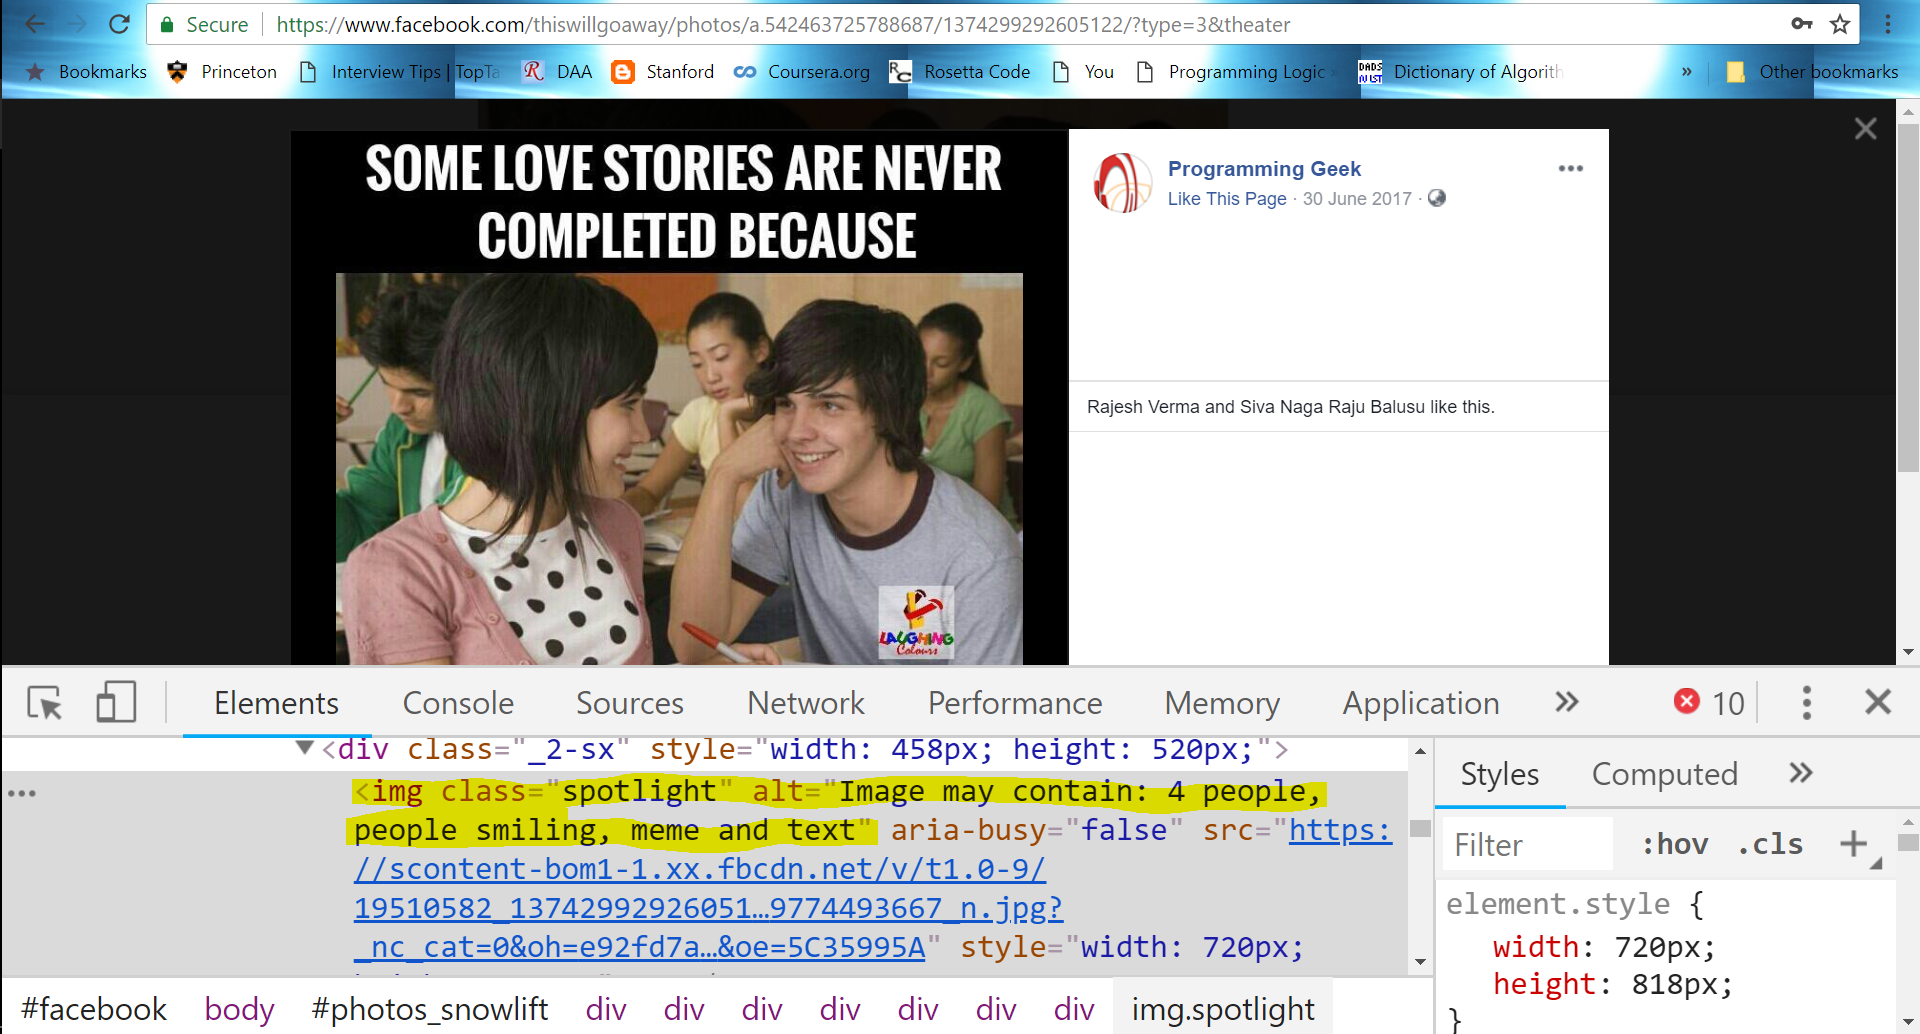 Secure https://www.facebook.com/thiswillgoaway/photos/a.542463725788687/1374299292605122/?type=3&theater
Bookmarks Princeton Interview Tips | TopTa DAA Stanford Coursera.org Rosetta Code You Programming Logic Dictionary of Algorith » Other bookmarks
SOME LOVE STORIES ARE NEVER
COMPLETED BECAUSE
LAUGHING
Colours
Programming Geek
Like This Page · 30 June 2017 ·
Rajesh Verma and Siva Naga Raju Balusu like this.
Elements Console Sources Network Performance Memory Application » 10
<div class="_2-sx" style="width: 458px; height: 520px;">
<img class="spotlight" alt="Image may contain: 4 people,
people smiling, meme and text" aria-busy="false" src="https:
//scontent-bom1-1.xx.fbcdn.net/v/t1.0-9/
19510582_13742992926051…9774493667_n.jpg?
_nc_cat=0&oh=e92fd7a…&oe=5C35995A" style="width: 720px;
#facebook body #photos_snowlift div div div div div div div img.spotlight
Styles Computed »
Filter :hov .cls +
element.style {
width: 720px;
height: 818px;
}